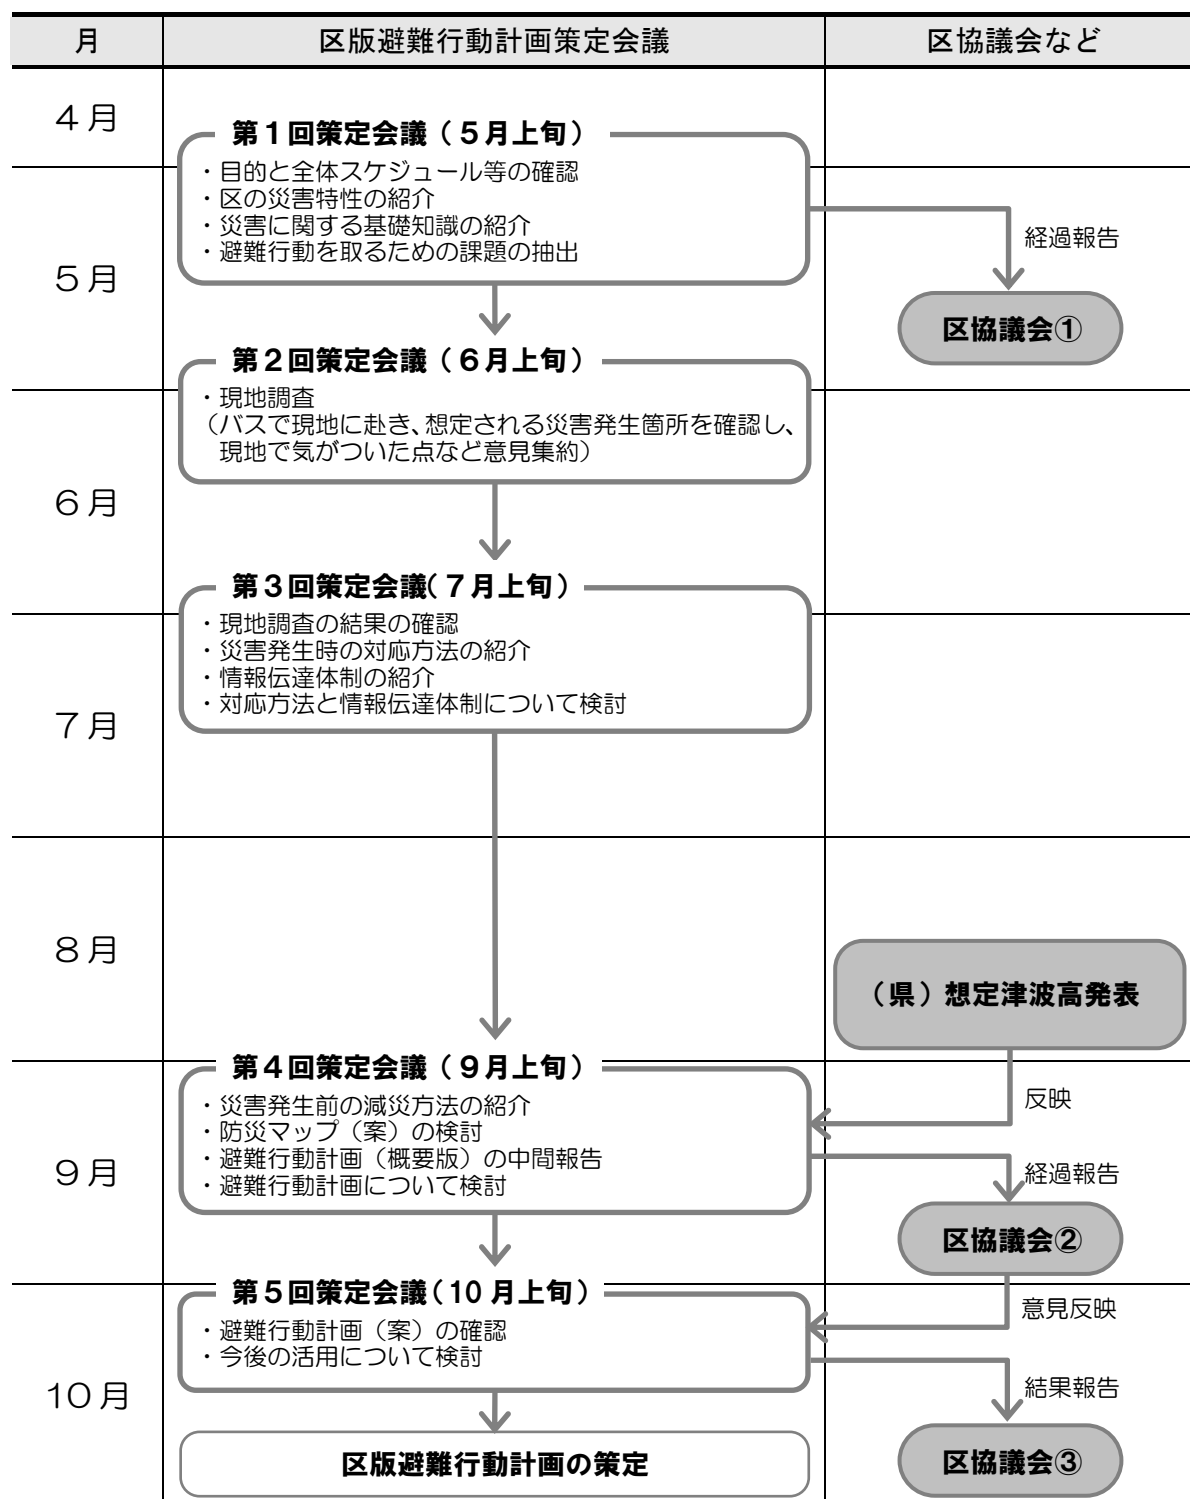 月
区版避難行動計画策定会議
区協議会など
4月
第1回策定会議（5月上旬）
・目的と全体スケジュール等の確認
・区の災害特性の紹介
・災害に関する基礎知識の紹介
・避難行動を取るための課題の抽出
経過報告
5月
区協議会①
第2回策定会議（6月上旬）
・現地調査
（バスで現地に赴き、想定される災害発生箇所を確認し、
現地で気がついた点など意見集約）
6月
第3回策定会議（7月上旬）
・現地調査の結果の確認
・災害発生時の対応方法の紹介
・情報伝達体制の紹介
・対応方法と情報伝達体制について検討
7月
8月
（県）想定津波高発表
第4回策定会議（9月上旬）
・災害発生前の減災方法の紹介
・防災マップ（案）の検討
・避難行動計画（概要版）の中間報告
・避難行動計画について検討
反映
9月
経過報告
区協議会②
第5回策定会議（10月上旬）
・避難行動計画（案）の確認
・今後の活用について検討
意見反映
10月
結果報告
区版避難行動計画の策定
区協議会③